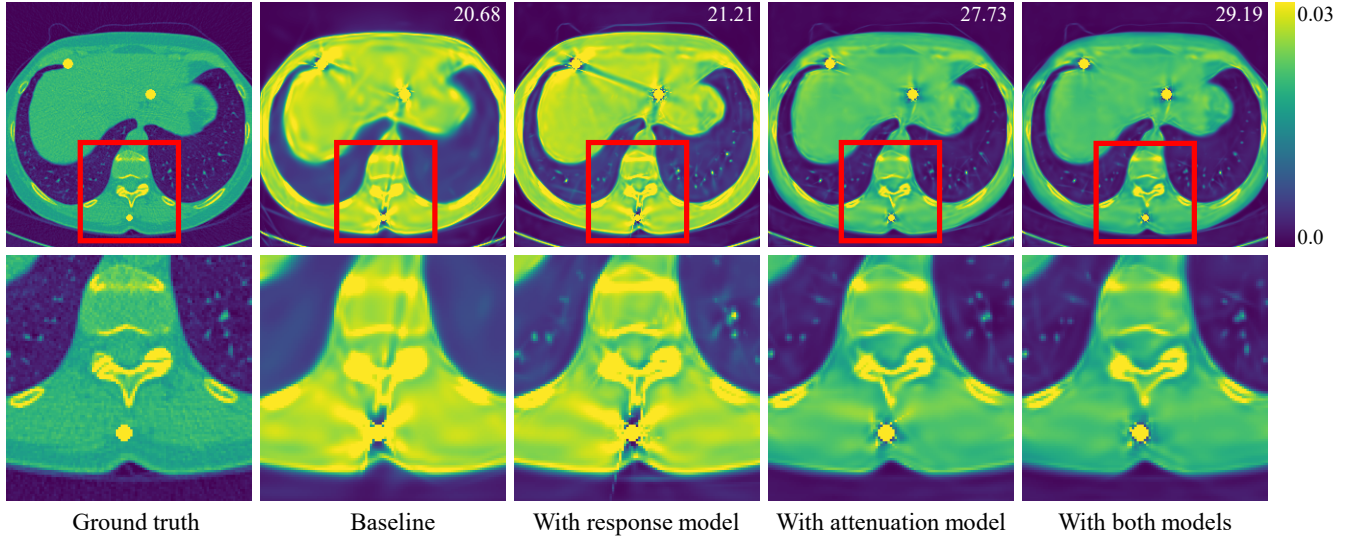 20.68
21.21
27.73
29.19
0.03
0.0
Ground truth
Baseline
With response model
With attenuation model
With both models